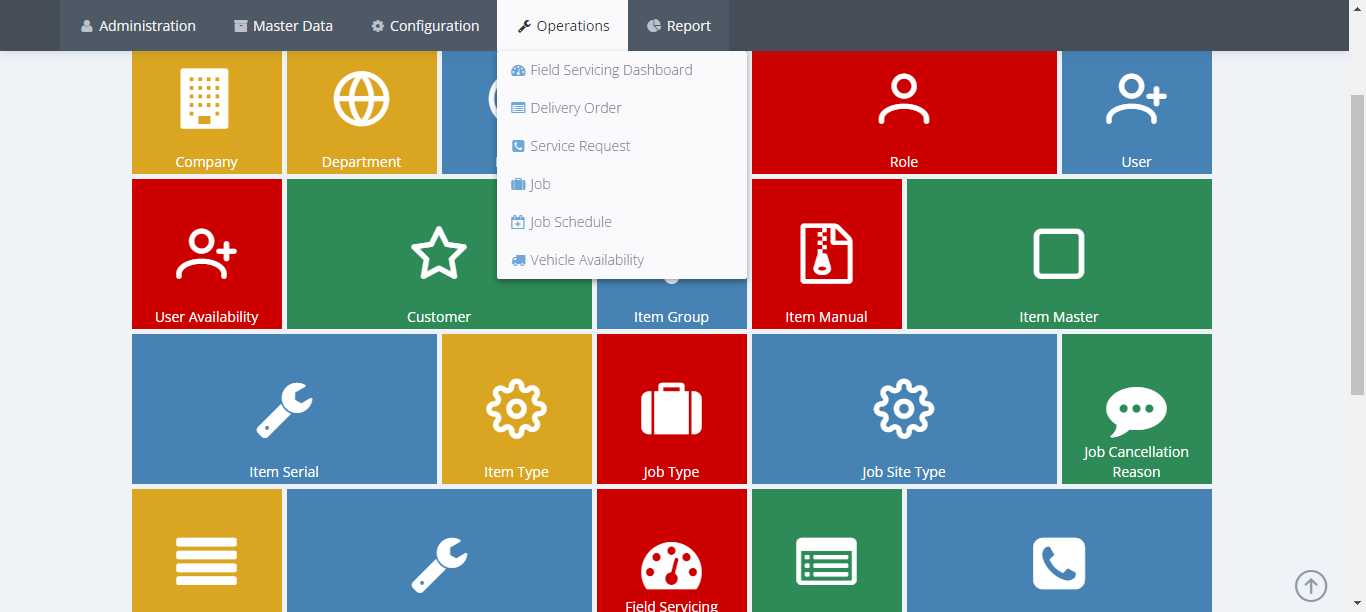 Administration
Master Data
Configuration
Operations
Report
Field Servicing Dashboard
Delivery Order
Service Request
Job
Job Schedule
Vehicle Availability
Company
Department
Role
User
User Availability
Customer
Item Group
Item Manual
Item Master
Item Serial
Item Type
Job Type
Job Site Type
Job Cancellation
Reason
Field Servicing